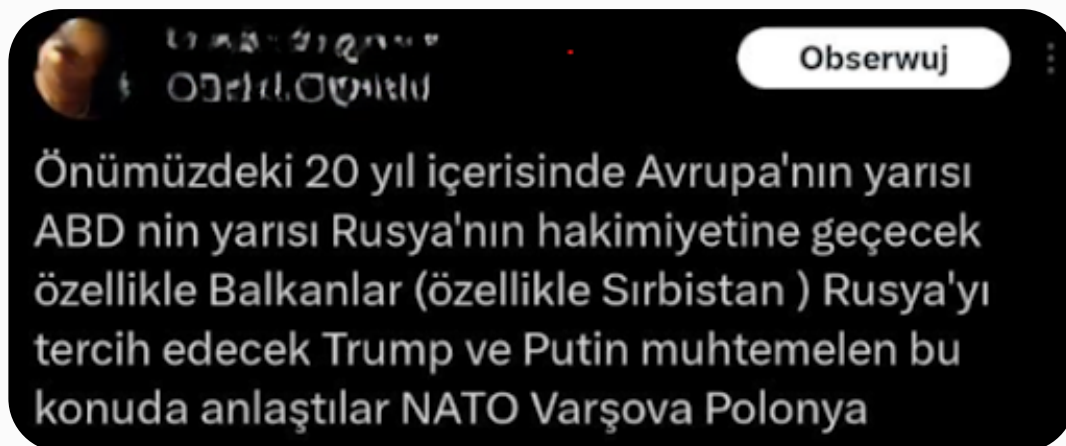 Obserwuj
Önümüzdeki 20 yıl içerisinde Avrupa'nın yarısı
ABD nin yarısı Rusya'nın hakimiyetine geçecek
özellikle Balkanlar (özellikle Sırbistan ) Rusya'yı
tercih edecek Trump ve Putin muhtemelen bu
konuda anlaştılar NATO Varşova Polonya